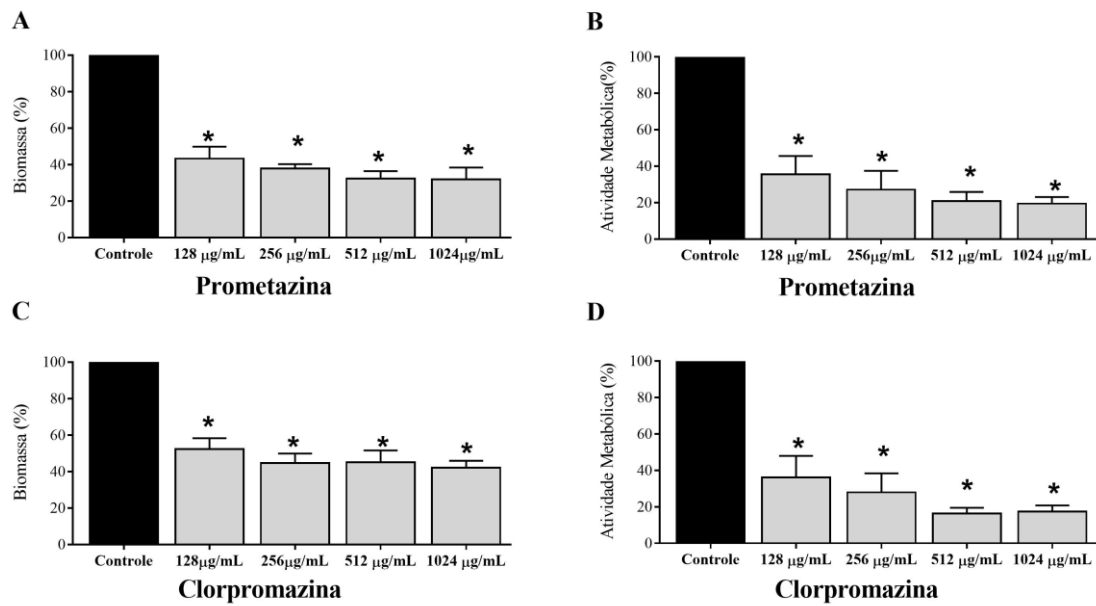 A
Biomassa (%)
100
80
60
40
20
0
* * * *
Controle 128 µg/mL 256 µg/mL 512 µg/mL 1024µg/mL
Prometazina
B
Atividade Metabólica(%)
100
80
60
40
20
0
* * * *
Controle 128 µg/mL 256µg/mL 512 µg/mL 1024 µg/mL
Prometazina
C
Biomassa (%)
100
80
60
40
20
0
* * * *
Controle 128µg/mL 256µg/mL 512 µg/mL 1024 µg/mL
Clorpromazina
D
Atividade Metabólica (%)
100
80
60
40
20
0
* * * *
Controle 128 µg/mL 256 µg/mL 512 µg/mL 1024 µg/mL
Clorpromazina